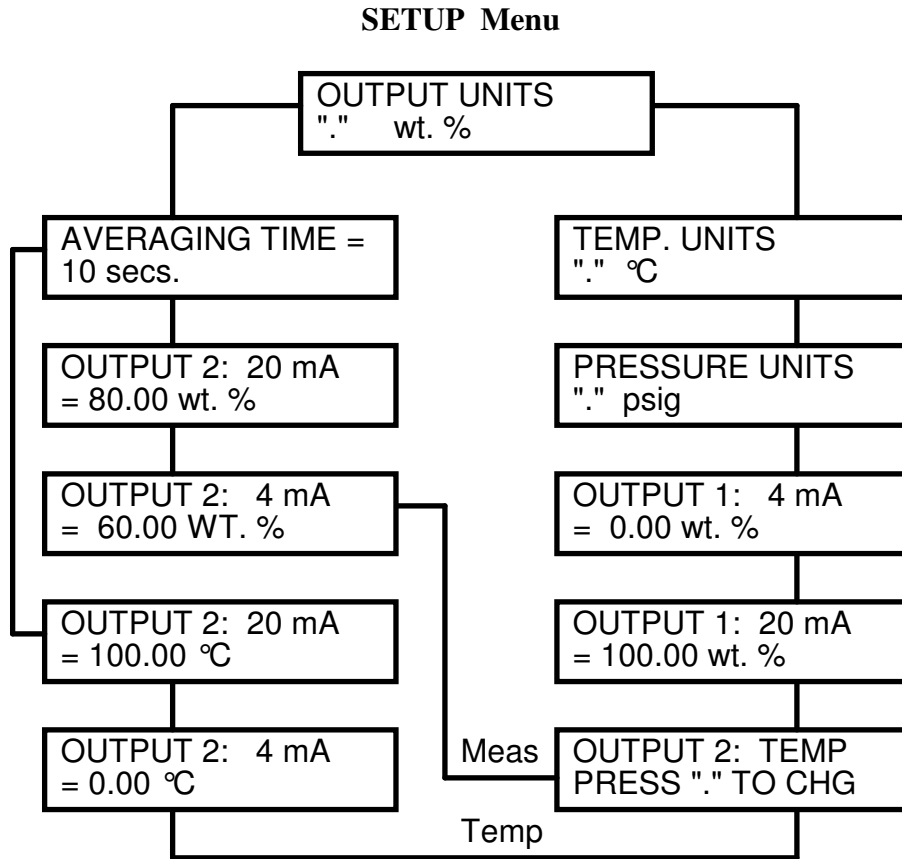 SETUP Menu
OUTPUT UNITS
"." wt. %
AVERAGING TIME =
10 secs.
TEMP. UNITS
"." °C
OUTPUT 2: 20 mA
= 80.00 wt. %
PRESSURE UNITS
"." psig
OUTPUT 2: 4 mA
= 60.00 WT. %
OUTPUT 1: 4 mA
= 0.00 wt. %
OUTPUT 2: 20 mA
= 100.00 °C
OUTPUT 1: 20 mA
= 100.00 wt. %
OUTPUT 2: 4 mA
= 0.00 °C
Meas
OUTPUT 2: TEMP
PRESS "." TO CHG
Temp